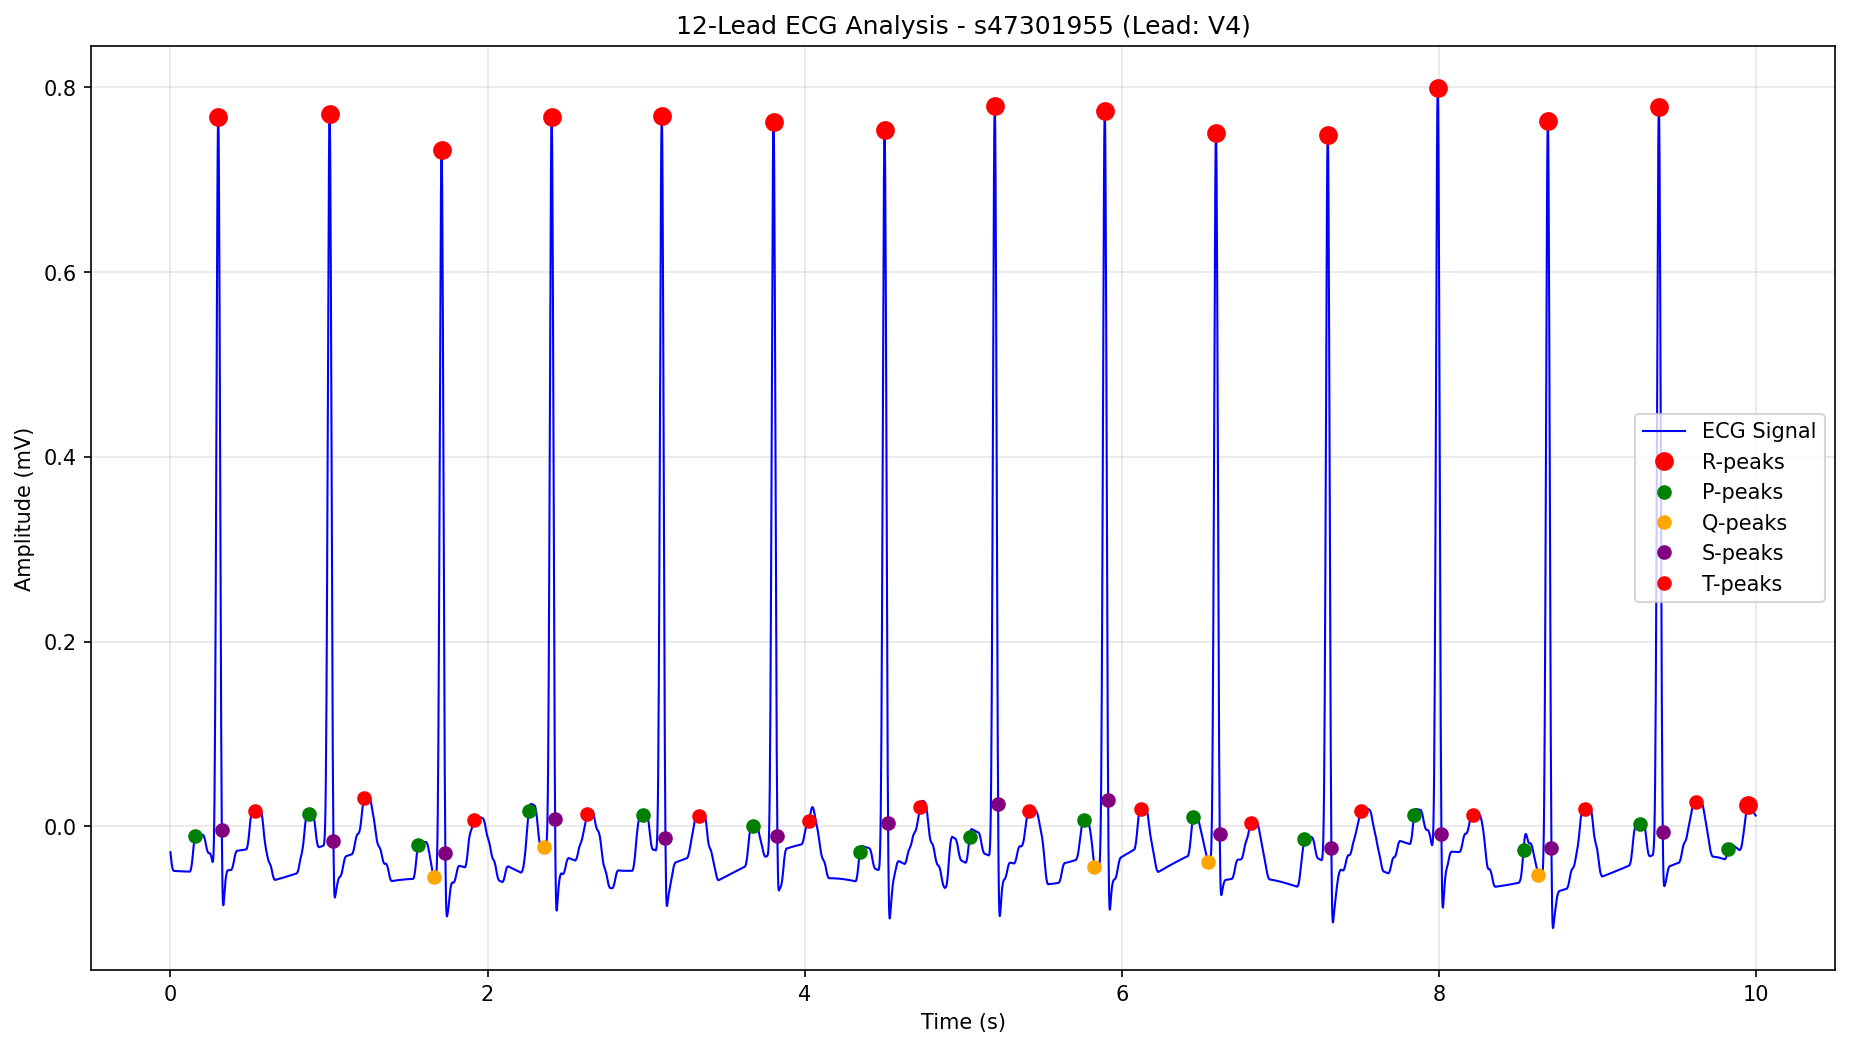 12-Lead ECG Analysis - s47301955 (Lead: V4)
Amplitude (mV)
0.8
0.6
0.4
0.2
0.0
ECG Signal
R-peaks
P-peaks
Q-peaks
S-peaks
T-peaks
0 2 4 6 8 10
Time (s)